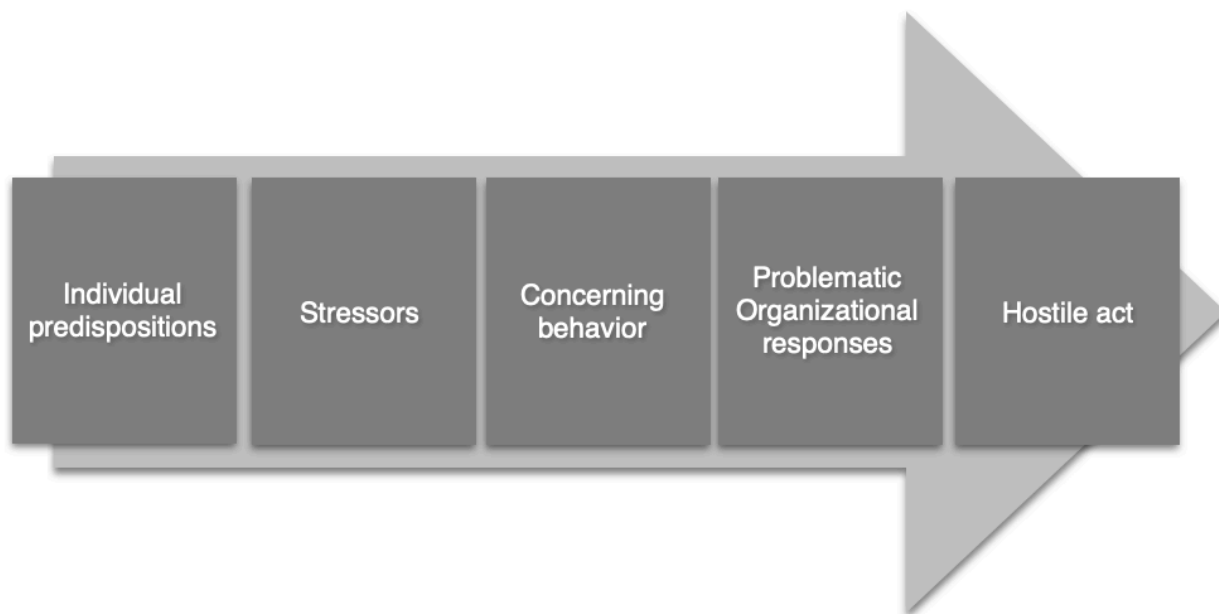 Individual
predispositions
Stressors
Concerning
behavior
Problematic
Organizational
responses
Hostile act